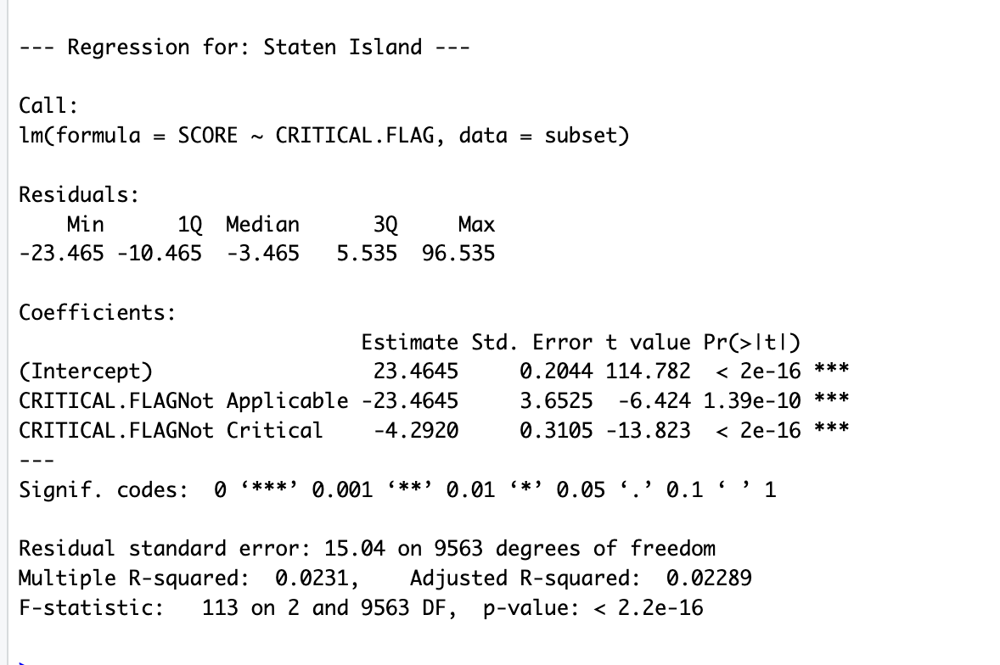 --- Regression for: Staten Island ---
Call:
lm(formula = SCORE ~ CRITICAL.FLAG, data = subset)
Residuals:
    Min      1Q  Median      3Q     Max
-23.465 -10.465  -3.465   5.535  96.535
Coefficients:
                            Estimate Std. Error t value Pr(>|t|)
(Intercept)                  23.4645     0.2044 114.782  < 2e-16 ***
CRITICAL.FLAGNot Applicable -23.4645     3.6525  -6.424 1.39e-10 ***
CRITICAL.FLAGNot Critical    -4.2920     0.3105 -13.823  < 2e-16 ***
---
Signif. codes:  0 ‘***’ 0.001 ‘**’ 0.01 ‘*’ 0.05 ‘.’ 0.1 ‘ ’ 1
Residual standard error: 15.04 on 9563 degrees of freedom
Multiple R-squared:  0.0231,	Adjusted R-squared:  0.02289
F-statistic:   113 on 2 and 9563 DF,  p-value: < 2.2e-16